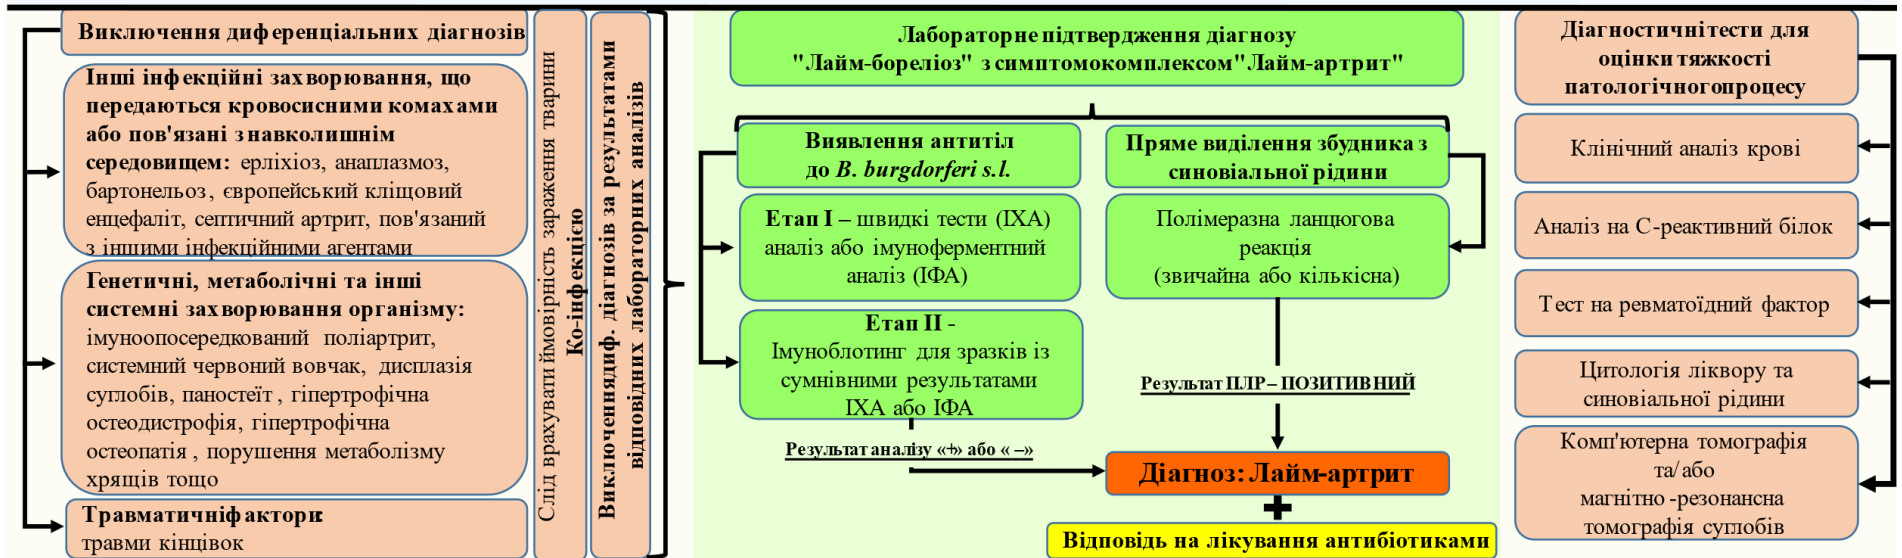 Виключення диференціальних діагнозів
Інші інфекційні захворювання, що
передаються кровосисними комахами
або пов'язані з навколишнім
середовищем: ерліхіоз, анаплазмоз,
бартонельоз, європейський кліщовий
енцефаліт, септичний артрит, пов'язаний
з іншими інфекційними агентами
Генетичні, метаболічні та інші
системні захворювання організму:
імуноопосередкований поліартрит,
системний червоний вовчак, дисплазія
суглобів, паностеїт, гіпертрофічна
остеодистрофія, гіпертрофічна
остеопатія, порушення метаболізму
хрящів тощо
Травматичні фактори:
травми кінцівок
Слід врахувати ймовірність зараження тварини
Ко-інфекцією
Виключення диф. діагнозів за результатами
відповідних лабораторних аналізів
Лабораторне підтвердження діагнозу
"Лайм-бореліоз" з симптомокомплексом "Лайм-артрит"
Виявлення антитіл
до B. burgdorferi s.l.
Етап I – швидкі тести (ІХА)
аналіз або імуноферментний
аналіз (ІФА)
Етап II -
Імуноблотинг для зразків із
сумнівними результатами
ІХА або ІФА
Результат аналізу «+» або « –»
Пряме виділення збудника з
синовіальної рідини
Полімеразна ланцюгова
реакція
(звичайна або кількісна)
Результат ПЛР – ПОЗИТИВНИЙ
Діагноз: Лайм-артрит
+
Відповідь на лікування антибіотиками
Діагностичні тести для
оцінки тяжкості
патологічного процесу
Клінічний аналіз крові
Аналіз на С-реактивний білок
Тест на ревматоїдний фактор
Цитологія ліквору та
синовіальної рідини
Комп'ютерна томографія
та/або
магнітно-резонансна
томографія суглобів